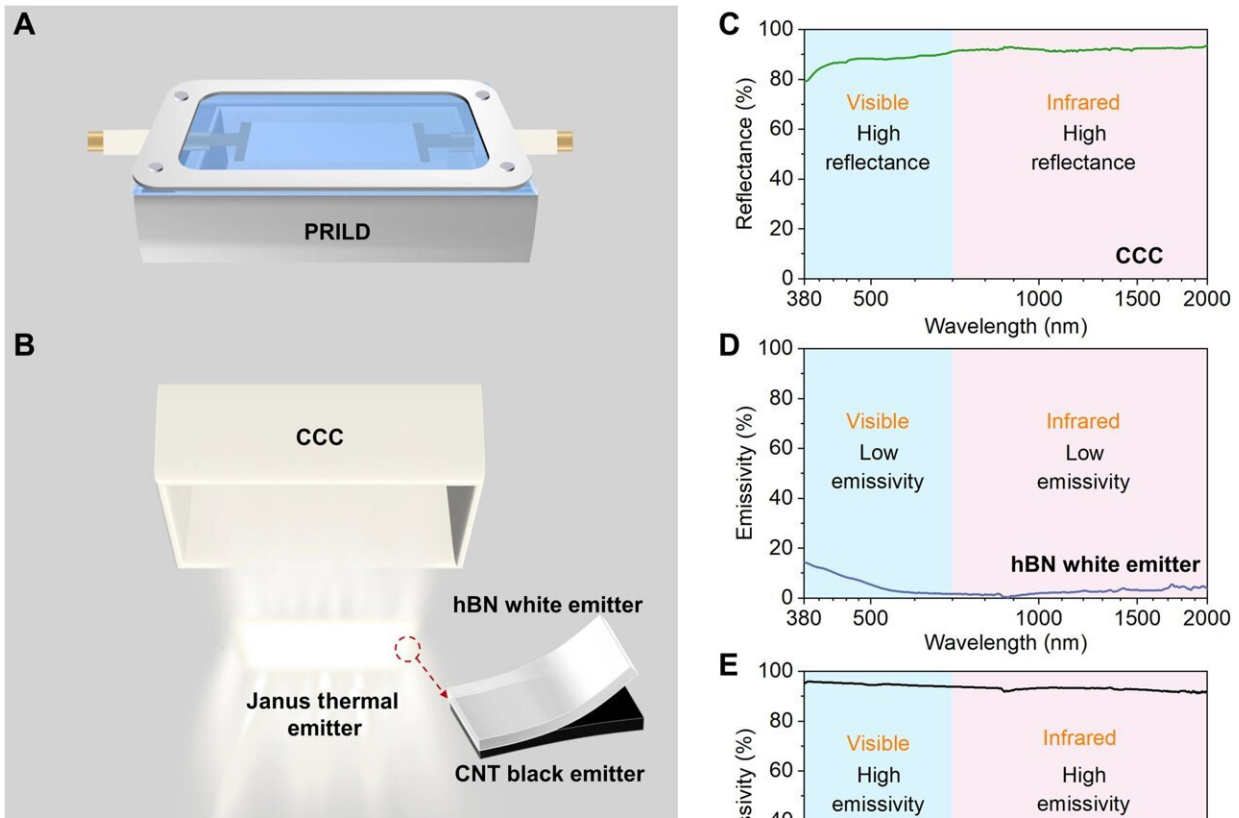 A
PRILD
B
CCC
hBN white emitter
Janus thermal
emitter
CNT black emitter
C
100
80
60
40
20
0
Reflectance (%)
Visible
High
reflectance
Infrared
High
reflectance
CCC
380 500 1000 1500 2000
Wavelength (nm)
D
100
80
60
40
20
0
Emissivity (%)
Visible
Low
emissivity
Infrared
Low
emissivity
hBN white emitter
380 500 1000 1500 2000
Wavelength (nm)
E
100
80
60
Visible
High
emissivity
Infrared
High
emissivity